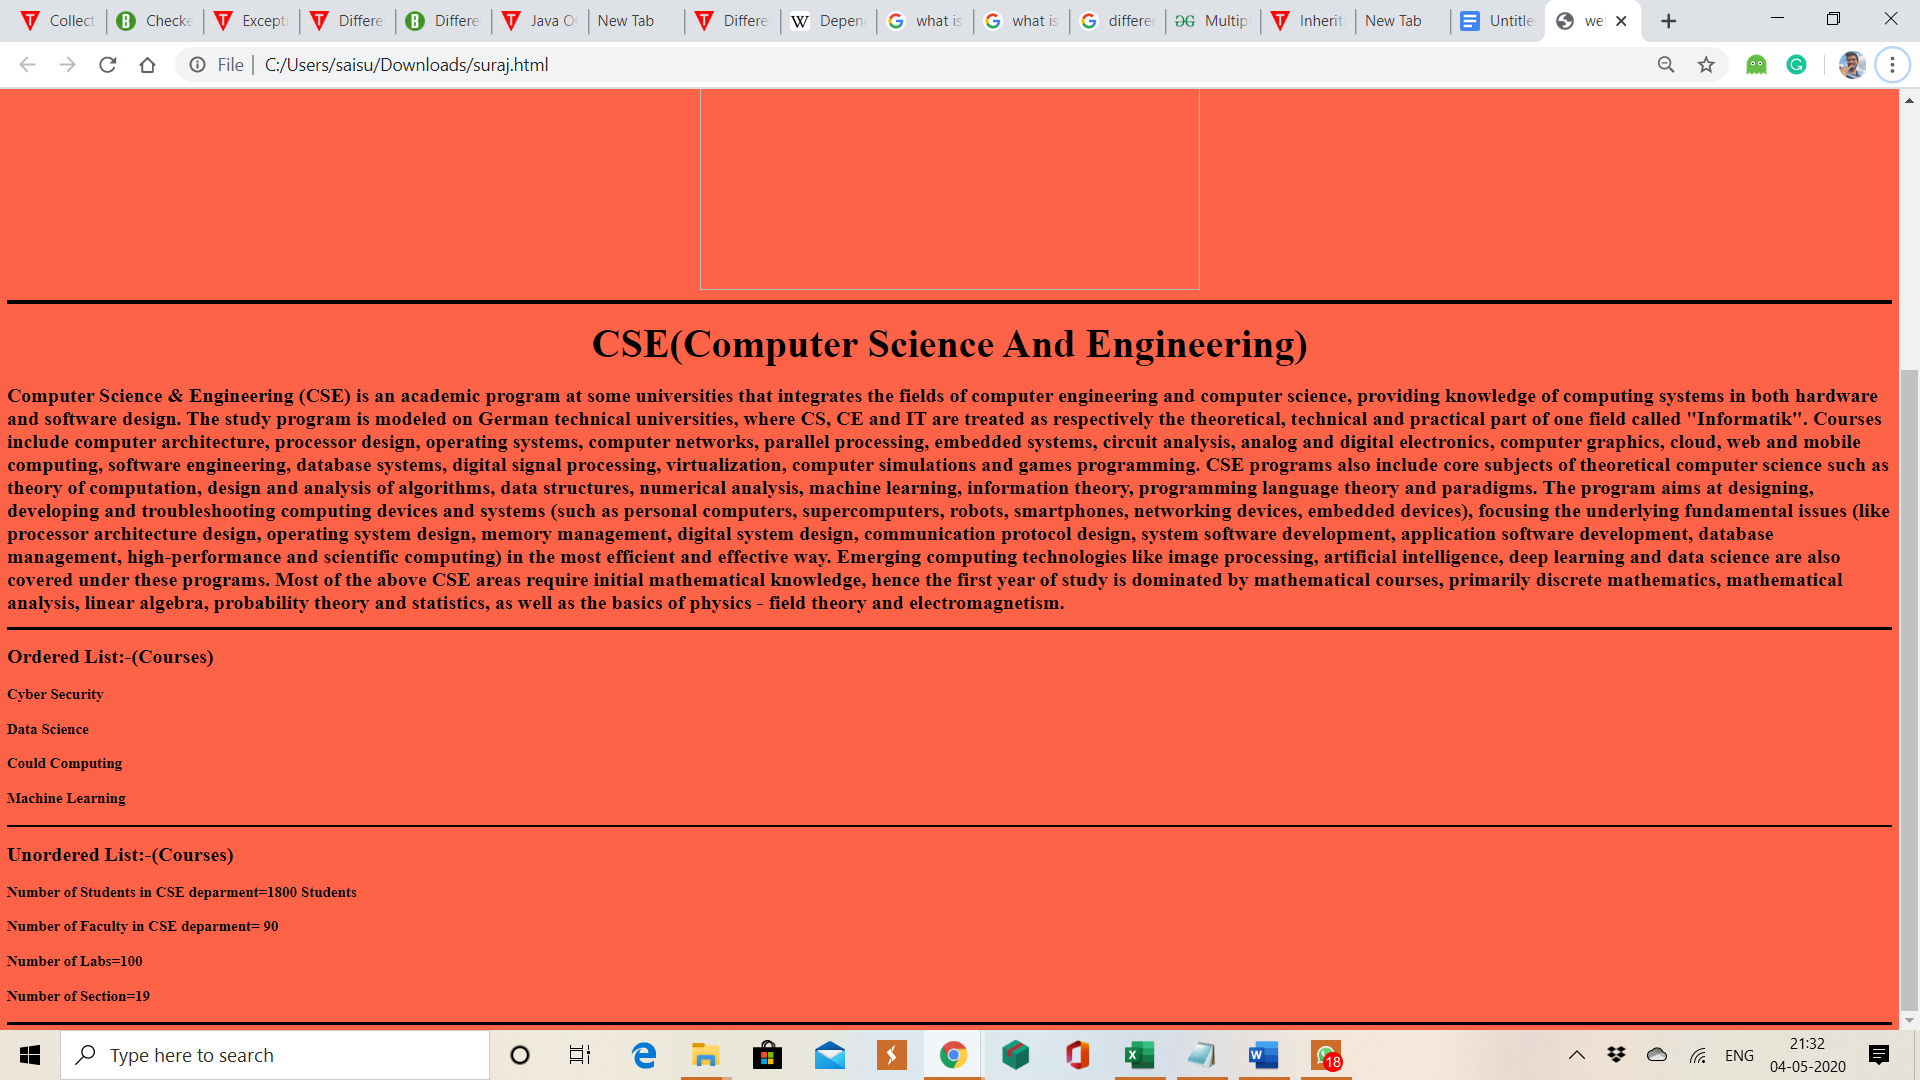 Collect Checke Excepti Differe Differe Java O New Tab Differe Depen what is what is differen Multip Inherit New Tab Untitle we
File C:/Users/saisu/Downloads/suraj.html
CSE(Computer Science And Engineering)
Computer Science & Engineering (CSE) is an academic program at some universities that integrates the fields of computer engineering and computer science, providing knowledge of computing systems in both hardware
and software design. The study program is modeled on German technical universities, where CS, CE and IT are treated as respectively the theoretical, technical and practical part of one field called "Informatik". Courses
include computer architecture, processor design, operating systems, computer networks, parallel processing, embedded systems, circuit analysis, analog and digital electronics, computer graphics, cloud, web and mobile
computing, software engineering, database systems, digital signal processing, virtualization, computer simulations and games programming. CSE programs also include core subjects of theoretical computer science such as
theory of computation, design and analysis of algorithms, data structures, numerical analysis, machine learning, information theory, programming language theory and paradigms. The program aims at designing,
developing and troubleshooting computing devices and systems (such as personal computers, supercomputers, robots, smartphones, networking devices, embedded devices), focusing the underlying fundamental issues (like
processor architecture design, operating system design, memory management, digital system design, communication protocol design, system software development, application software development, database
management, high-performance and scientific computing) in the most efficient and effective way. Emerging computing technologies like image processing, artificial intelligence, deep learning and data science are also
covered under these programs. Most of the above CSE areas require initial mathematical knowledge, hence the first year of study is dominated by mathematical courses, primarily discrete mathematics, mathematical
analysis, linear algebra, probability theory and statistics, as well as the basics of physics - field theory and electromagnetism.
Ordered List:-(Courses)
Cyber Security
Data Science
Could Computing
Machine Learning
Unordered List:-(Courses)
Number of Students in CSE deparment=1800 Students
Number of Faculty in CSE deparment= 90
Number of Labs=100
Number of Section=19
Type here to search
18
ENG
21:32
04-05-2020